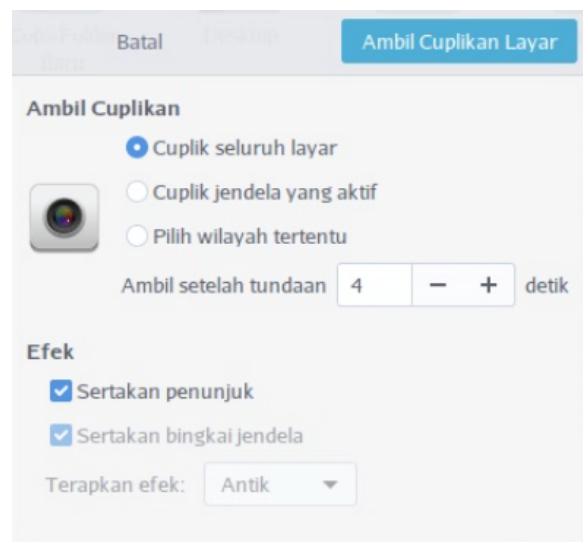 Batal
Ambil Cuplikan Layar
Ambil Cuplikan
Cuplik seluruh layar
Cuplik jendela yang aktif
Pilih wilayah tertentu
Ambil setelah tundaan 4 − + detik
Efek
Sertakan penunjuk
Sertakan bingkai jendela
Terapkan efek: Antik